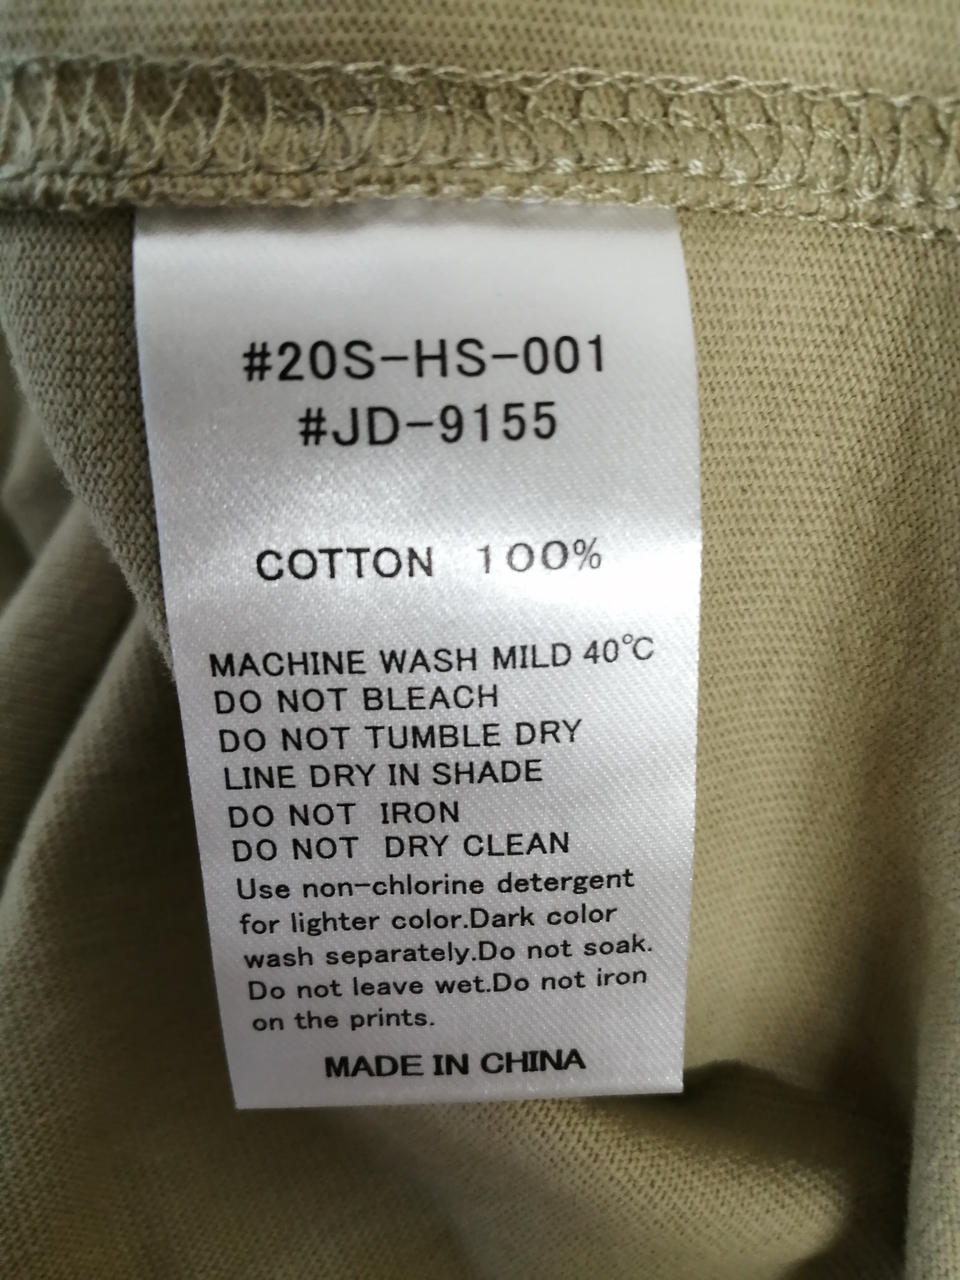 #20S-HS-001
#JD-9155
COTTON 100%
MACHINE WASH MILD 40℃
DO NOT BLEACH
DO NOT TUMBLE DRY
LINE DRY IN SHADE
DO NOT IRON
DO NOT DRY CLEAN
Use non-chlorine detergent
for lighter color.Dark color
wash separately.Do not soak.
Do not leave wet.Do not iron
on the prints.
MADE IN CHINA